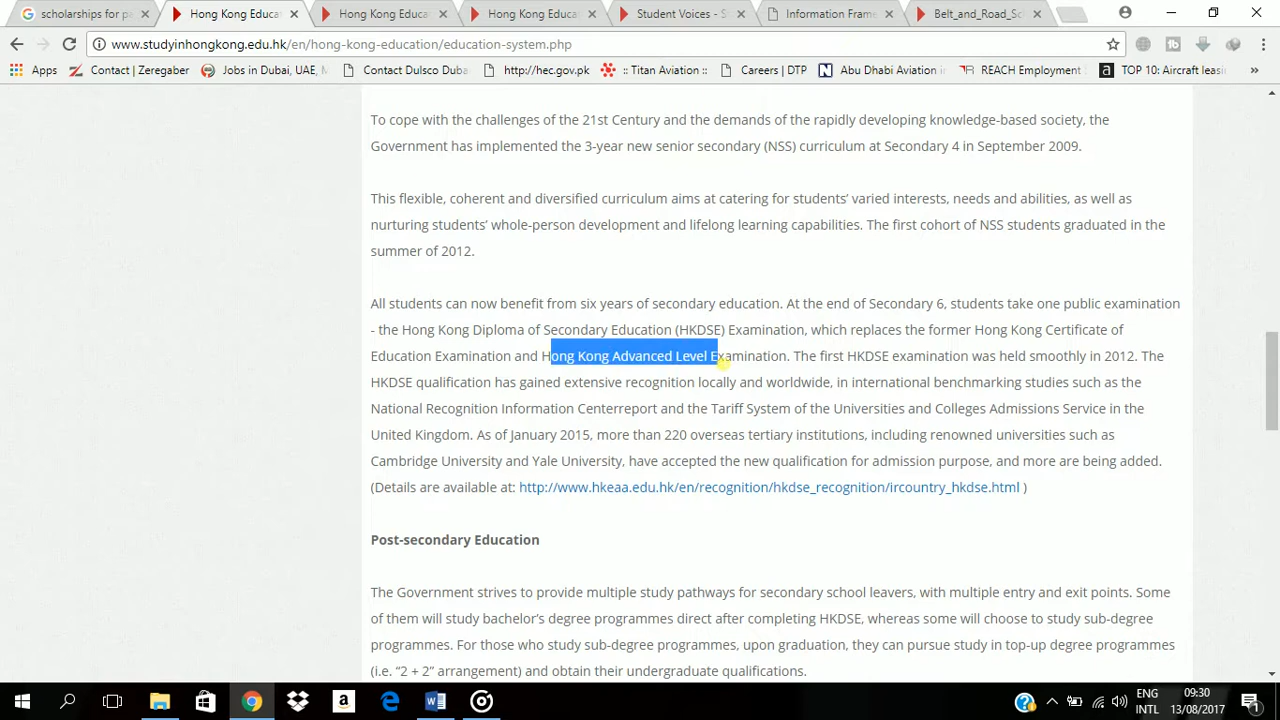 scholarships for pa
Hong Kong Educat
Hong Kong Educat
Hong Kong Educat
Student Voices - S
Information Frame
Belt_and_Road_Sc
www.studyinhongkong.edu.hk/en/hong-kong-education/education-system.php
Apps
Contact | Zeregaber
Jobs in Dubai, UAE, M
Contact Dulsco Duba
http://hec.gov.pk
:: Titan Aviation ::
Careers | DTP
Abu Dhabi Aviation in
REACH Employment S
TOP 10: Aircraft leasi
»
To cope with the challenges of the 21st Century and the demands of the rapidly developing knowledge-based society, the
Government has implemented the 3-year new senior secondary (NSS) curriculum at Secondary 4 in September 2009.
This flexible, coherent and diversified curriculum aims at catering for students’ varied interests, needs and abilities, as well as
nurturing students’ whole-person development and lifelong learning capabilities. The first cohort of NSS students graduated in the
summer of 2012.
All students can now benefit from six years of secondary education. At the end of Secondary 6, students take one public examination
- the Hong Kong Diploma of Secondary Education (HKDSE) Examination, which replaces the former Hong Kong Certificate of
Education Examination and Hong Kong Advanced Level Examination. The first HKDSE examination was held smoothly in 2012. The
HKDSE qualification has gained extensive recognition locally and worldwide, in international benchmarking studies such as the
National Recognition Information Centerreport and the Tariff System of the Universities and Colleges Admissions Service in the
United Kingdom. As of January 2015, more than 220 overseas tertiary institutions, including renowned universities such as
Cambridge University and Yale University, have accepted the new qualification for admission purpose, and more are being added.
(Details are available at: http://www.hkeaa.edu.hk/en/recognition/hkdse_recognition/ircountry_hkdse.html )
Post-secondary Education
The Government strives to provide multiple study pathways for secondary school leavers, with multiple entry and exit points. Some
of them will study bachelor's degree programmes direct after completing HKDSE, whereas some will choose to study sub-degree
programmes. For those who study sub-degree programmes, upon graduation, they can pursue study in top-up degree programmes
(i.e. “2 + 2” arrangement) and obtain their undergraduate qualifications.
ENG
INTL
09:30
13/08/2017